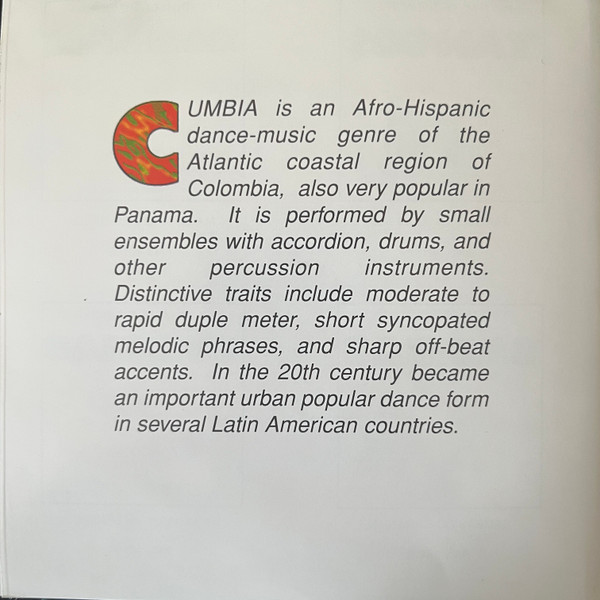 CUMBIA is an Afro-Hispanic
dance-music genre of the
Atlantic coastal region of
Colombia, also very popular in
Panama. It is performed by small
ensembles with accordion, drums, and
other percussion instruments.
Distinctive traits include moderate to
rapid duple meter, short syncopated
melodic phrases, and sharp off-beat
accents. In the 20th century became
an important urban popular dance form
in several Latin American countries.